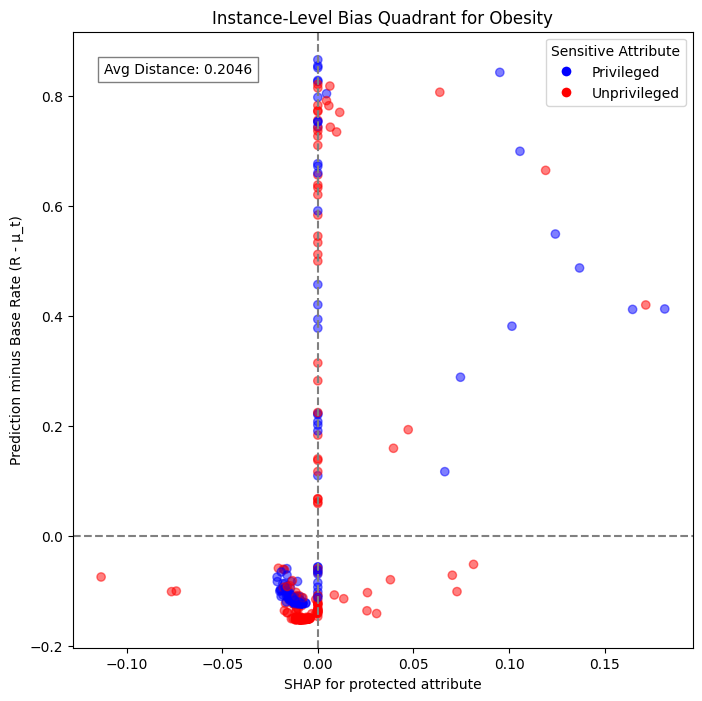 Instance-Level Bias Quadrant for Obesity
Avg Distance: 0.2046
Sensitive Attribute
Privileged
Unprivileged
Prediction minus Base Rate (R - μ_t)
0.8
0.6
0.4
0.2
0.0
−0.2
−0.10
−0.05
0.00
0.05
0.10
0.15
SHAP for protected attribute